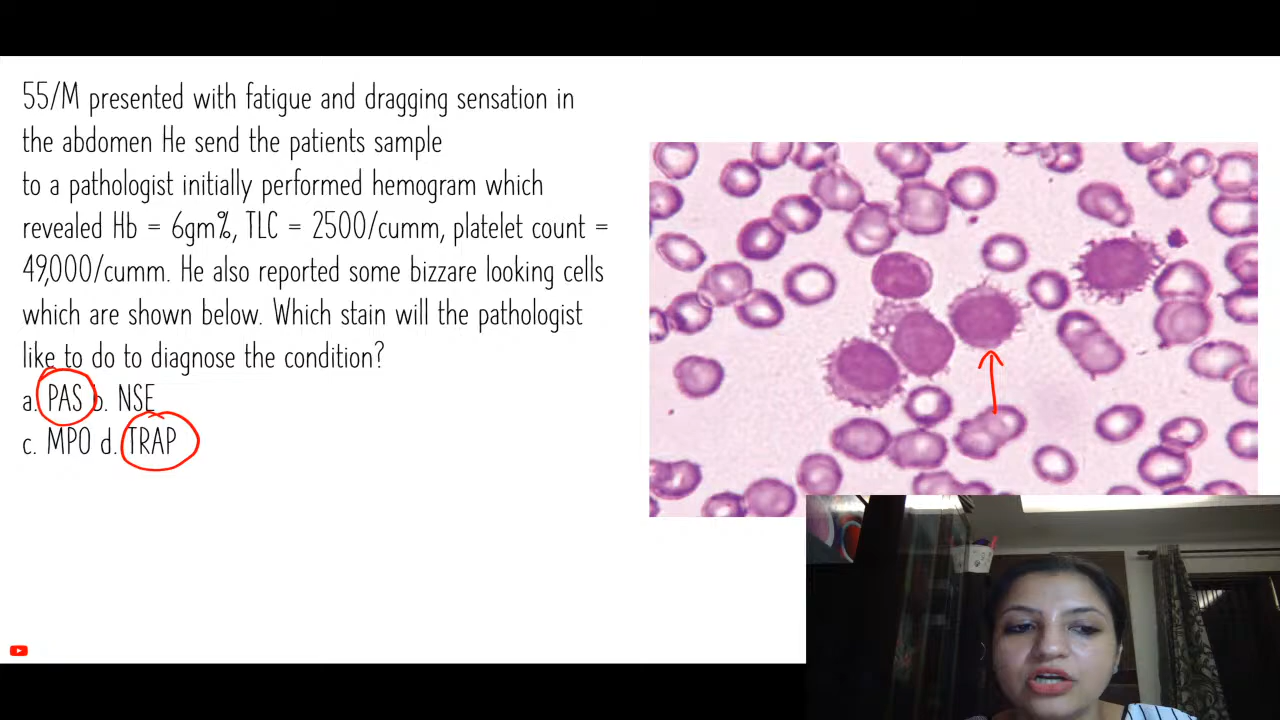 55/M presented with fatigue and dragging sensation in
the abdomen He send the patients sample
to a pathologist initially performed hemogram which
revealed Hb = 6gm%, TLC = 2500/cumm, platelet count =
49,000/cumm. He also reported some bizzare looking cells
which are shown below. Which stain will the pathologist
like to do to diagnose the condition?
a. PAS b. NSE
c. MPO d. TRAP